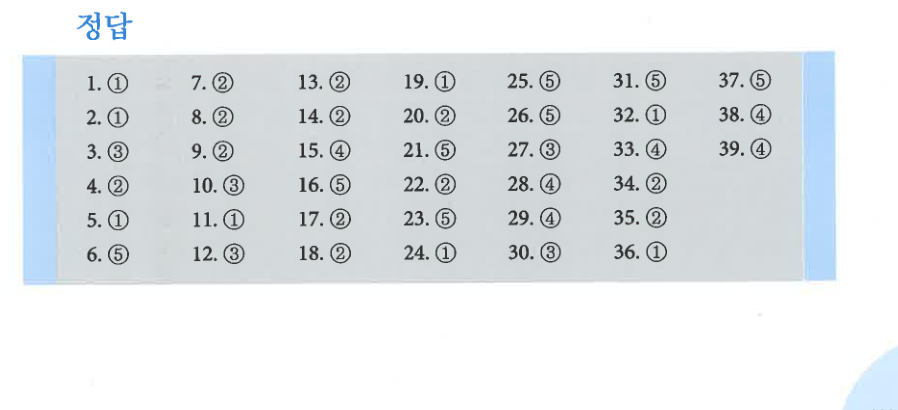 정답
1. ① 7. ② 13. ② 19. ① 25. ⑤ 31. ⑤ 37. ⑤
2. ① 8. ② 14. ② 20. ② 26. ⑤ 32. ① 38. ④
3. ③ 9. ② 15. ④ 21. ⑤ 27. ③ 33. ④ 39. ④
4. ② 10. ③ 16. ⑤ 22. ② 28. ④ 34. ②
5. ① 11. ① 17. ② 23. ⑤ 29. ④ 35. ②
6. ⑤ 12. ③ 18. ② 24. ① 30. ③ 36. ①